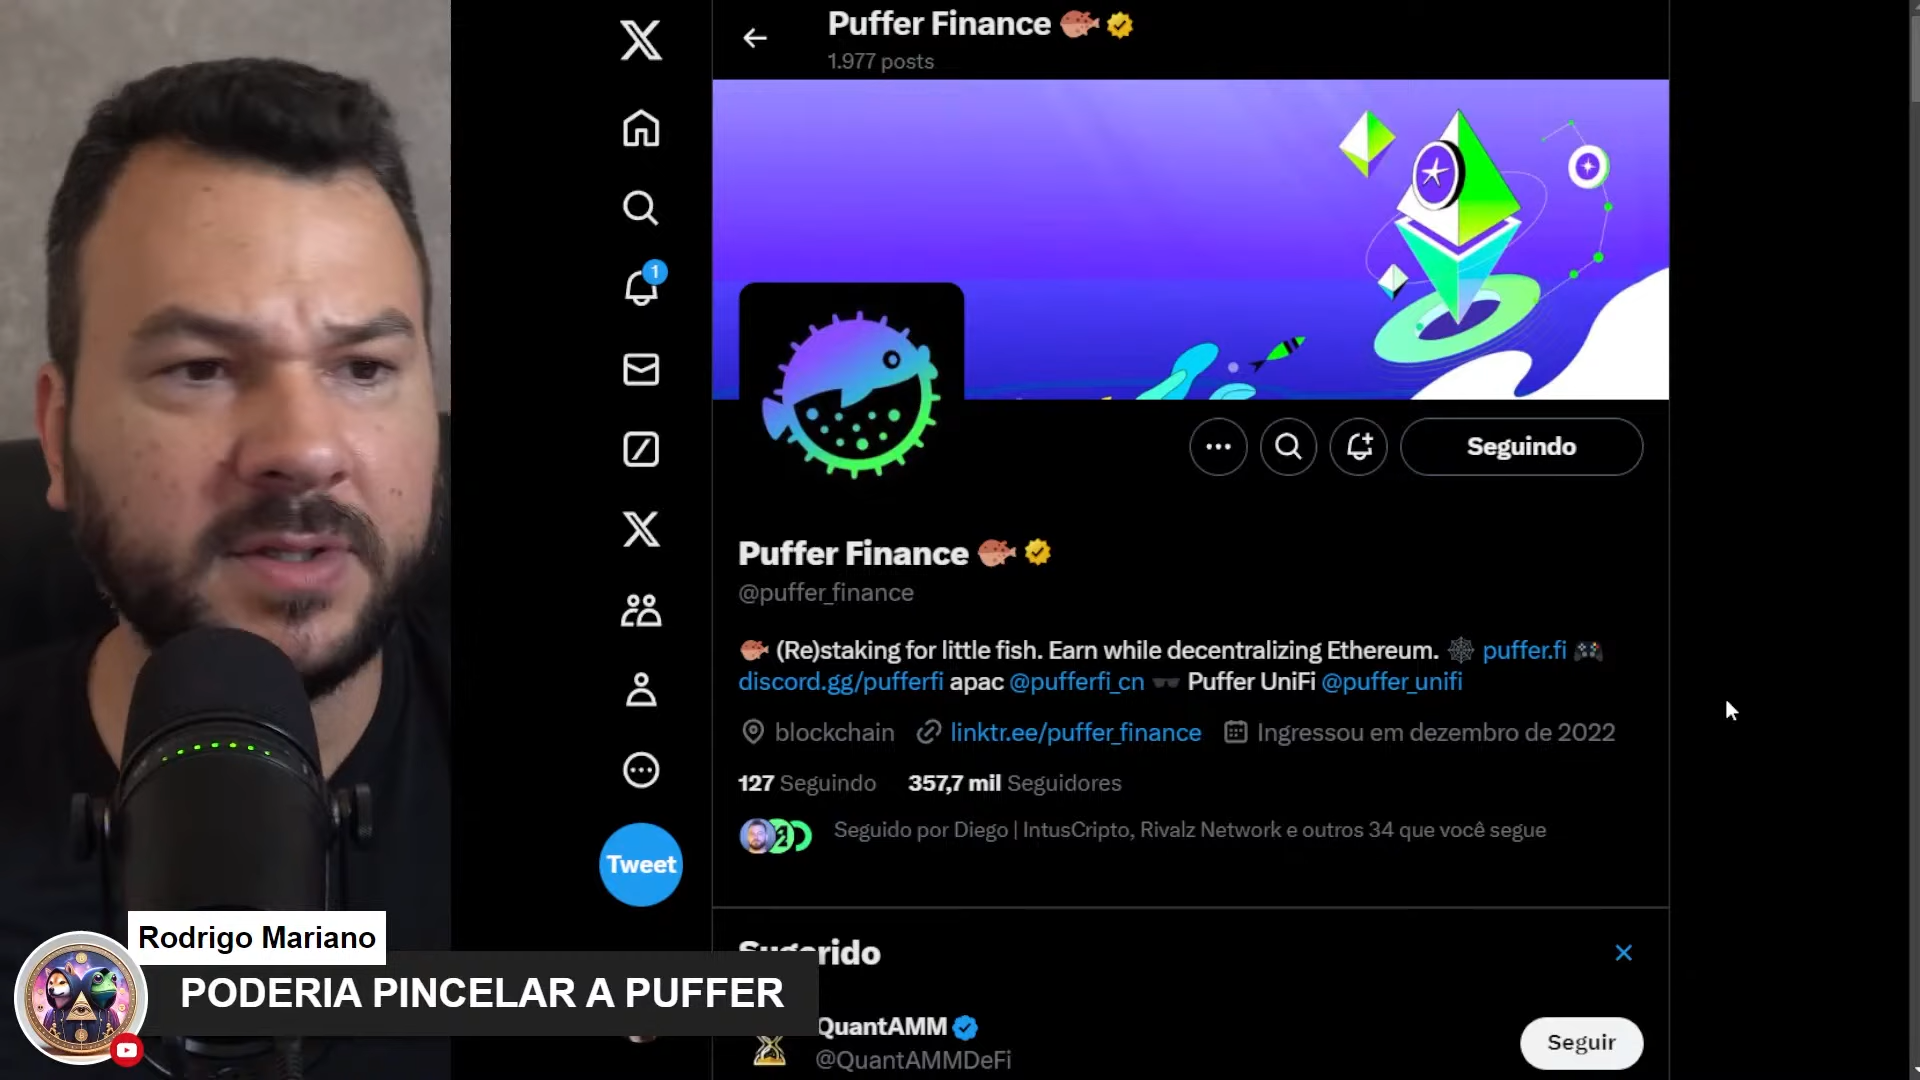 Puffer Finance
1.977 posts
1
Seguindo
Puffer Finance
@puffer_finance
(Re)staking for little fish. Earn while decentralizing Ethereum. puffer.fi
discord.gg/pufferfi apac @pufferfi_cn Puffer UniFi @puffer_unifi
blockchain linktr.ee/puffer_finance Ingressou em dezembro de 2022
127 Seguindo 357,7 mil Seguidores
Seguido por Diego | IntusCripto, Rivalz Network e outros 34 que você segue
Tweet
Sugerido
Rodrigo Mariano
PODERIA PINCELAR A PUFFER
QuantAMM
@QuantAMMDeFi
Seguir